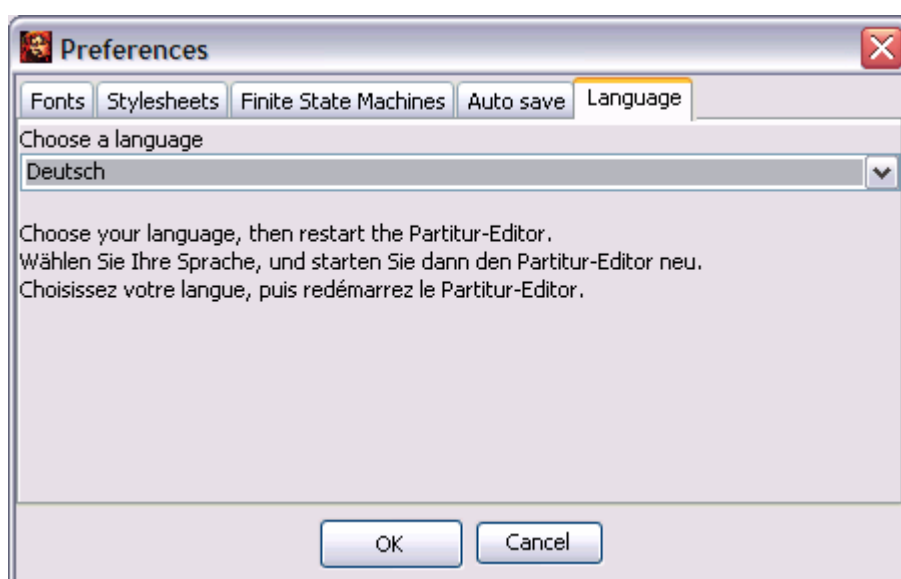 Preferences
Fonts Stylesheets Finite State Machines Auto save Language
Choose a language
Deutsch
Choose your language, then restart the Partitur-Editor.
Wählen Sie Ihre Sprache, und starten Sie dann den Partitur-Editor neu.
Choisissez votre langue, puis redémarrez le Partitur-Editor.
OK Cancel